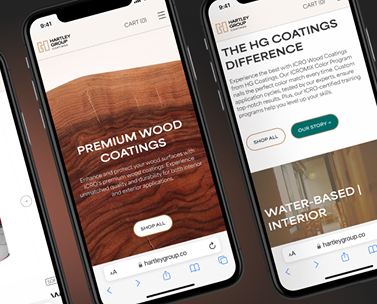 9:41
HARTLEY
GROUP
COATINGS
CART (0)
PREMIUM WOOD
COATINGS
Enhance and protect your wood surfaces with
ICRO's premium wood coatings. Experience
unmatched quality and durability for both interior
and exterior applications.
SHOP ALL
AA
hartleygroup.co
9:41
HARTLEY
GROUP
COATINGS
CART (0)
THE HG COATINGS
DIFFERENCE
Experience the best with ICRO Wood Coatings
from HG Coatings. Our ICROMIX Color Program
nails the perfect color match every time. Custom
application cycles, tested by our experts, ensure
top-notch results. Plus, our ICRO-certified training
programs help you level up your skills.
SHOP ALL
OUR STORY →
WATER-BASED |
INTERIOR
AA
hartleygroup.co